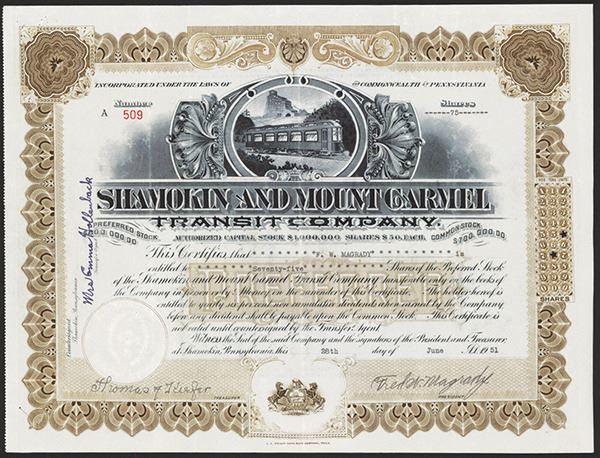 INCORPORATED UNDER THE LAWS OF COMMONWEALTH OF PENNSYLVANIA
Number Shares
A 509 ----75----
SHAMOKIN AND MOUNT CARMEL
TRANSIT COMPANY.
PREFERRED STOCK COMMON STOCK
AUTHORIZED CAPITAL STOCK $1,000,000. SHARES $50. EACH. $700,000.00
This Certifies that "F. W. MAGRADY" is
entitled to "Seventy-five" Shares of the Preferred Stock
of the Shamokin and Mount Carmel Transit Company transferable only on the books of
the Company in person or by Attorney on the surrender of this Certificate. The holder hereof is
entitled to yearly six per cent non cumulative dividends when earned by the Company
before any dividend shall be payable upon the Common Stock. This Certificate is
not valid until countersigned by the Transfer Agent.
Witness the Seal of the said Company and the signatures of the President and Treasurer,
at Shamokin, Pennsylvania, this 28th day of June A.D. 1951
TREASURER PRESIDENT
Fred W. Magrady
Mrs. Emma Hollenback
Countersigned
Shamokin, Pennsylvania
SHARES